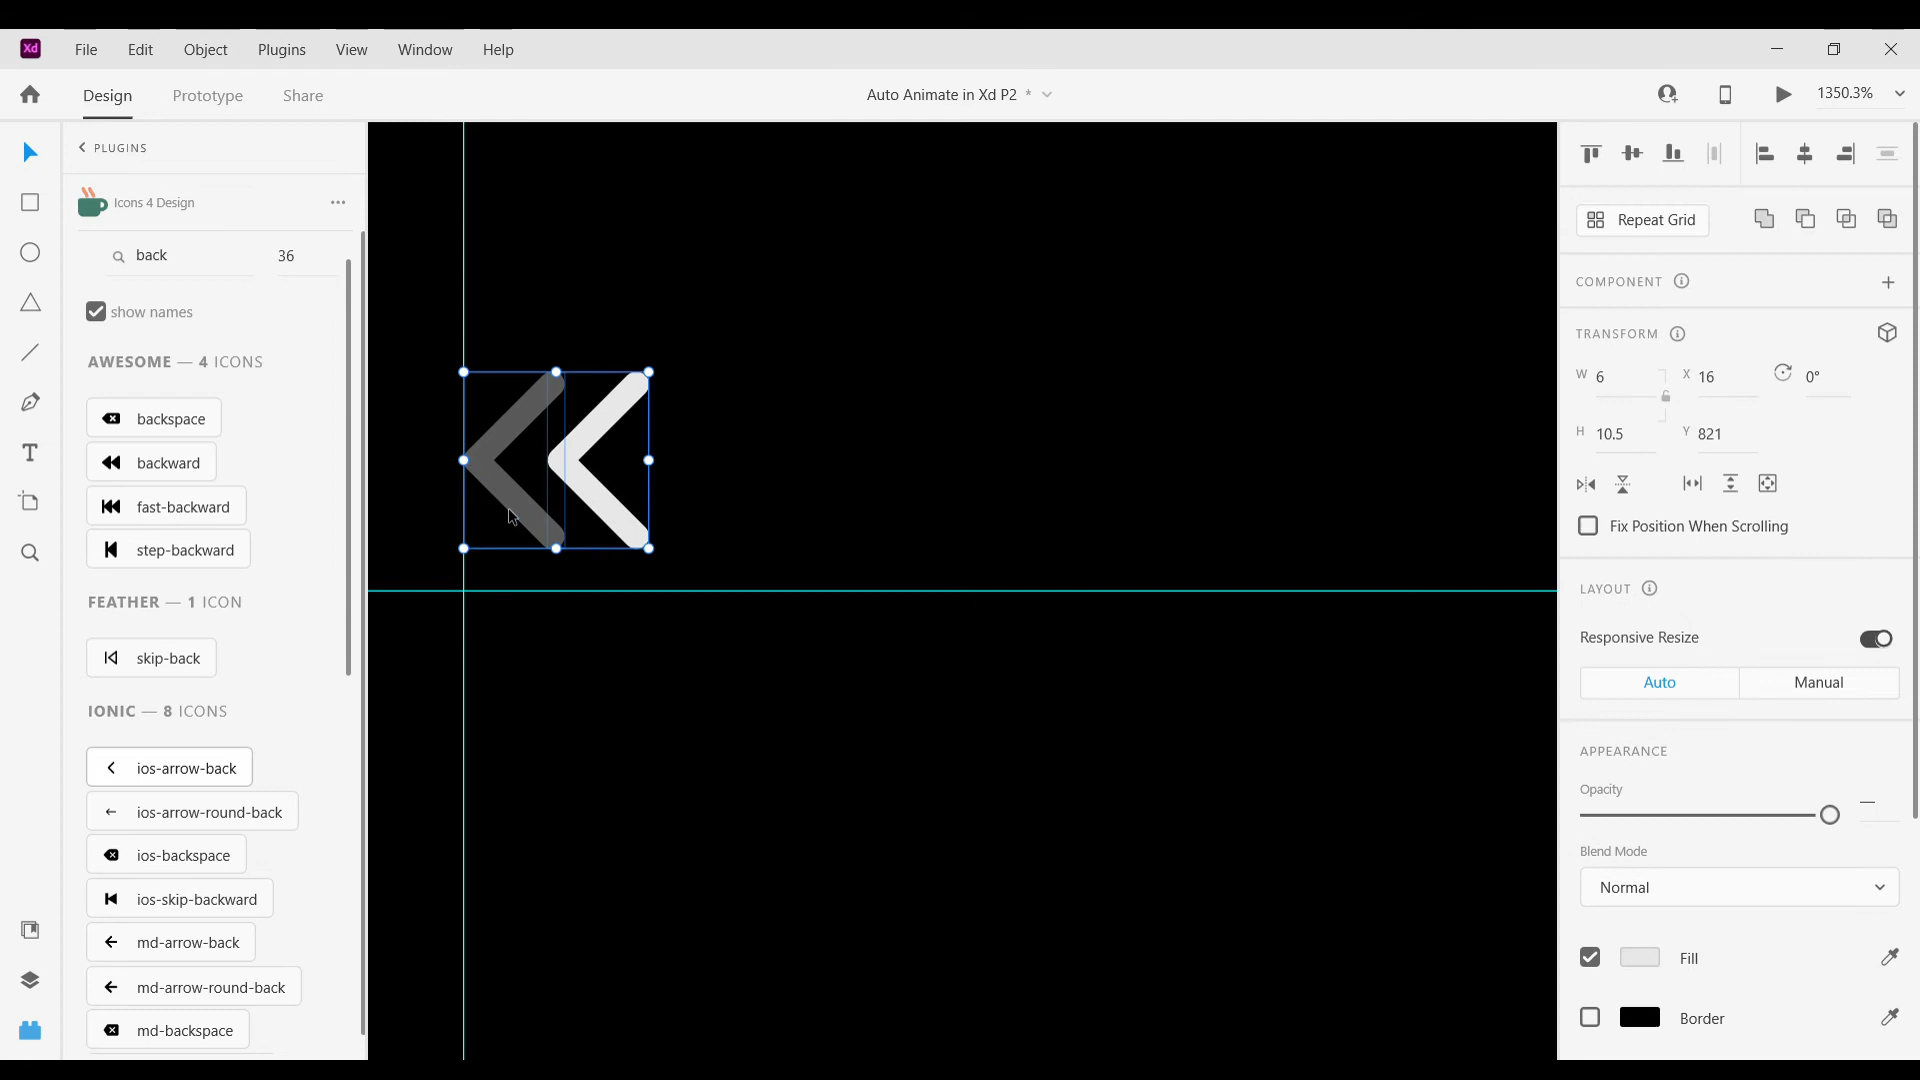 Xd File Edit Object Plugins View Window Help
Design Prototype Share Auto Animate in Xd P2 * 1350.3%
PLUGINS
Icons 4 Design ...
back 36
show names
AWESOME — 4 ICONS
backspace
backward
fast-backward
step-backward
FEATHER — 1 ICON
skip-back
IONIC — 8 ICONS
ios-arrow-back
ios-arrow-round-back
ios-backspace
ios-skip-backward
md-arrow-back
md-arrow-round-back
md-backspace
Repeat Grid
COMPONENT
TRANSFORM
W 6 X 16 0°
H 10.5 Y 821
Fix Position When Scrolling
LAYOUT
Responsive Resize
Auto Manual
APPEARANCE
Opacity
—
Blend Mode
Normal
Fill
Border